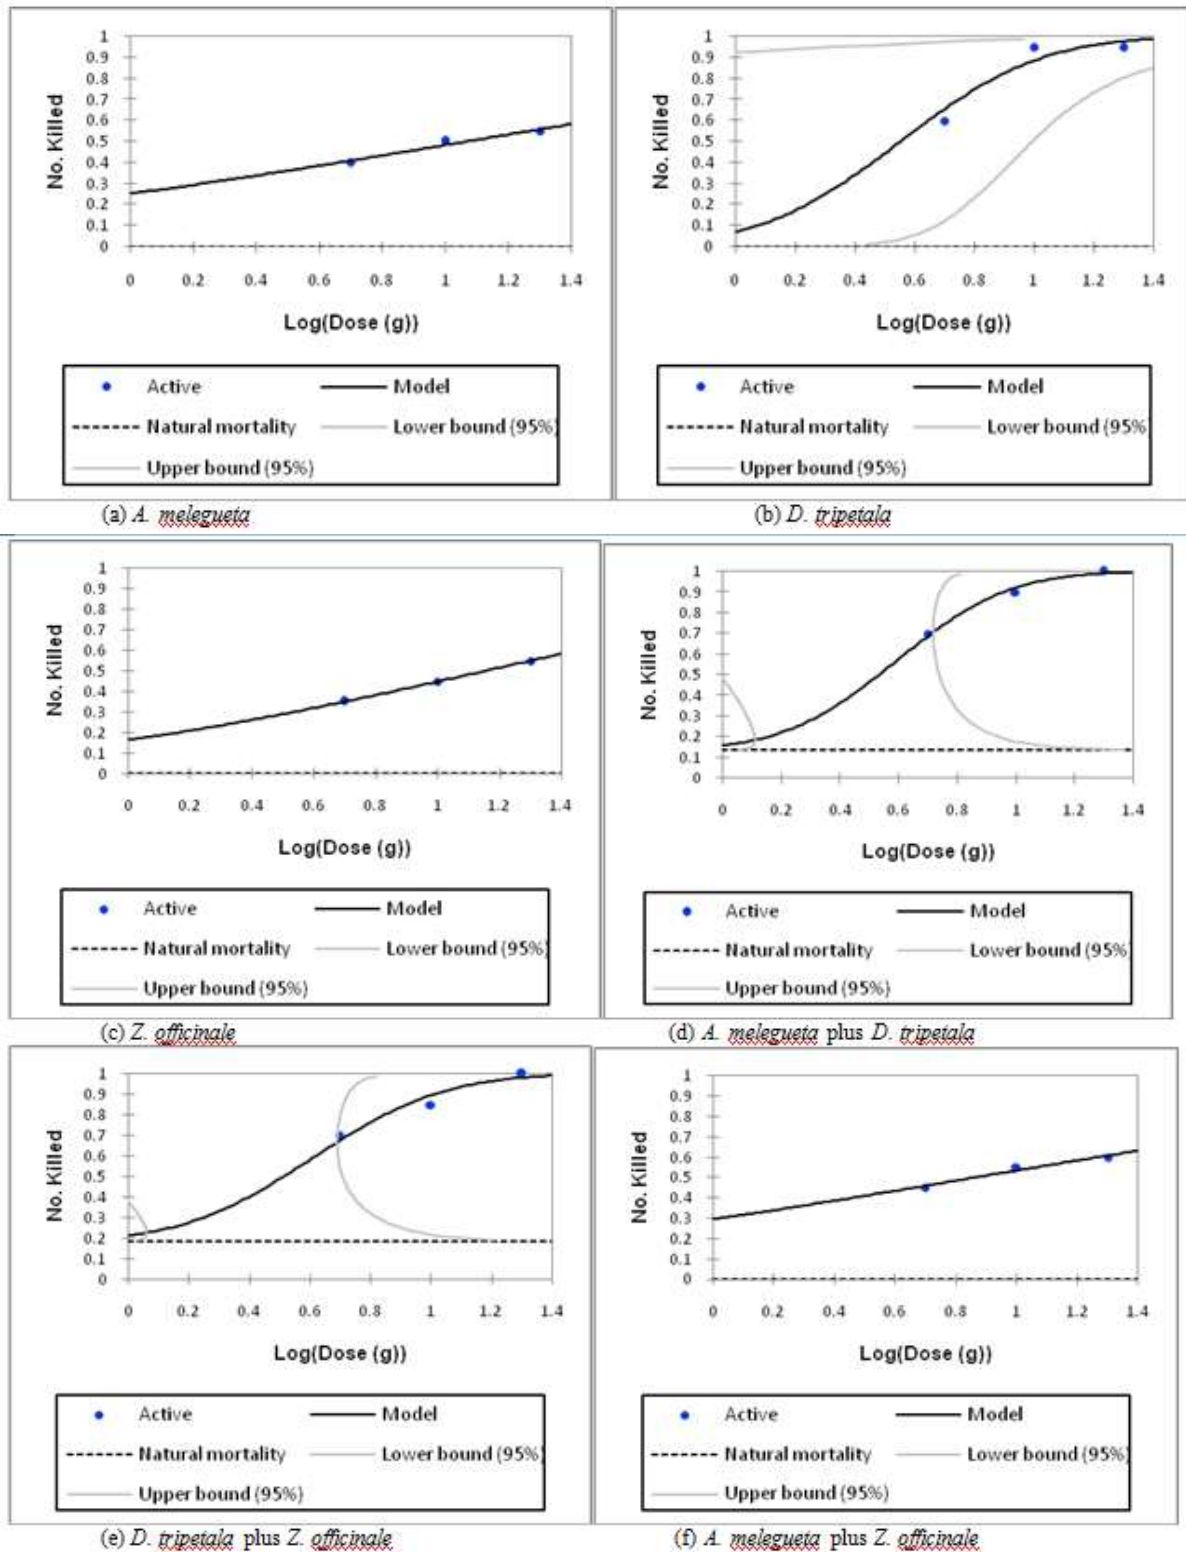 1
0.9
0.8
0.7
0.6
0.5
0.4
0.3
0.2
0.1
0
No. Killed
0 0.2 0.4 0.6 0.8 1 1.2 1.4
Log(Dose (g))
Active Model
Natural mortality Lower bound (95%)
Upper bound (95%)
(a) A. melegueta
1
0.9
0.8
0.7
0.6
0.5
0.4
0.3
0.2
0.1
0
No. Killed
0 0.2 0.4 0.6 0.8 1 1.2 1.4
Log(Dose (g))
Active Model
Natural mortality Lower bound (95%
Upper bound (95%)
(b) D. tripetala
1
0.9
0.8
0.7
0.6
0.5
0.4
0.3
0.2
0.1
0
No. Killed
0 0.2 0.4 0.6 0.8 1 1.2 1.4
Log(Dose (g))
Active Model
Natural mortality Lower bound (95%)
Upper bound (95%)
(c) Z. officinale
1
0.9
0.8
0.7
0.6
0.5
0.4
0.3
0.2
0.1
0
No. Killed
0 0.2 0.4 0.6 0.8 1 1.2 1.4
Log(Dose (g))
Active Model
Natural mortality Lower bound (95%)
Upper bound (95%)
(d) A. melegueta plus D. tripetala
1
0.9
0.8
0.7
0.6
0.5
0.4
0.3
0.2
0.1
0
No. Killed
0 0.2 0.4 0.6 0.8 1 1.2 1.4
Log(Dose (g))
Active Model
Natural mortality Lower bound (95%)
Upper bound (95%)
(e) D. tripetala plus Z. officinale
1
0.9
0.8
0.7
0.6
0.5
0.4
0.3
0.2
0.1
0
No. Killed
0 0.2 0.4 0.6 0.8 1 1.2 1.4
Log(Dose (g))
Active Model
Natural mortality Lower bound (95%)
Upper bound (95%)
(f) A. melegueta plus Z. officinale